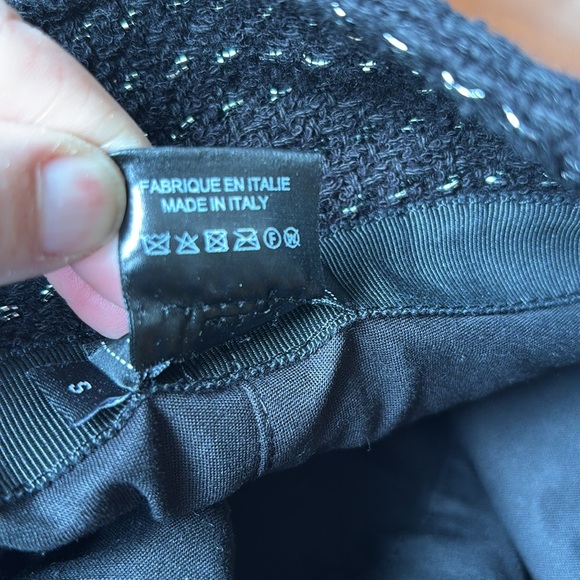 FABRIQUE EN ITALIE
MADE IN ITALY
F W
S